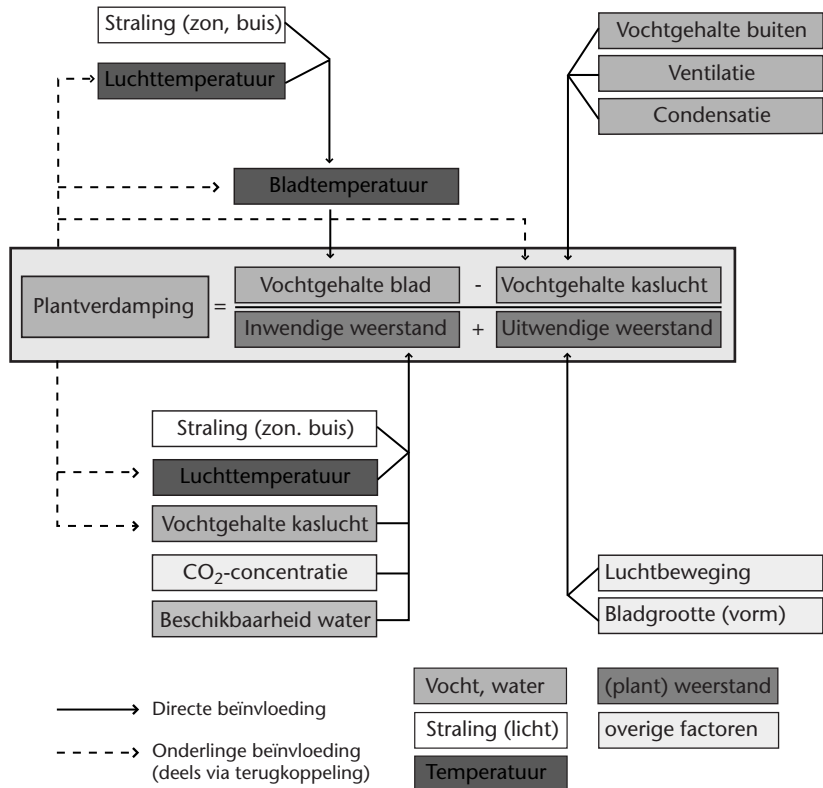 Straling (zon, buis)
Luchttemperatuur
Vochtgehalte buiten
Ventilatie
Condensatie
Bladtemperatuur
Plantverdamping = Vochtgehalte blad - Vochtgehalte kaslucht
Inwendige weerstand + Uitwendige weerstand
Straling (zon. buis)
Luchttemperatuur
Vochtgehalte kaslucht
CO₂-concentratie
Beschikbaarheid water
Luchtbeweging
Bladgrootte (vorm)
Directe beïnvloeding
Onderlinge beïnvloeding
(deels via terugkoppeling)
Vocht, water
(plant) weerstand
Straling (licht)
overige factoren
Temperatuur